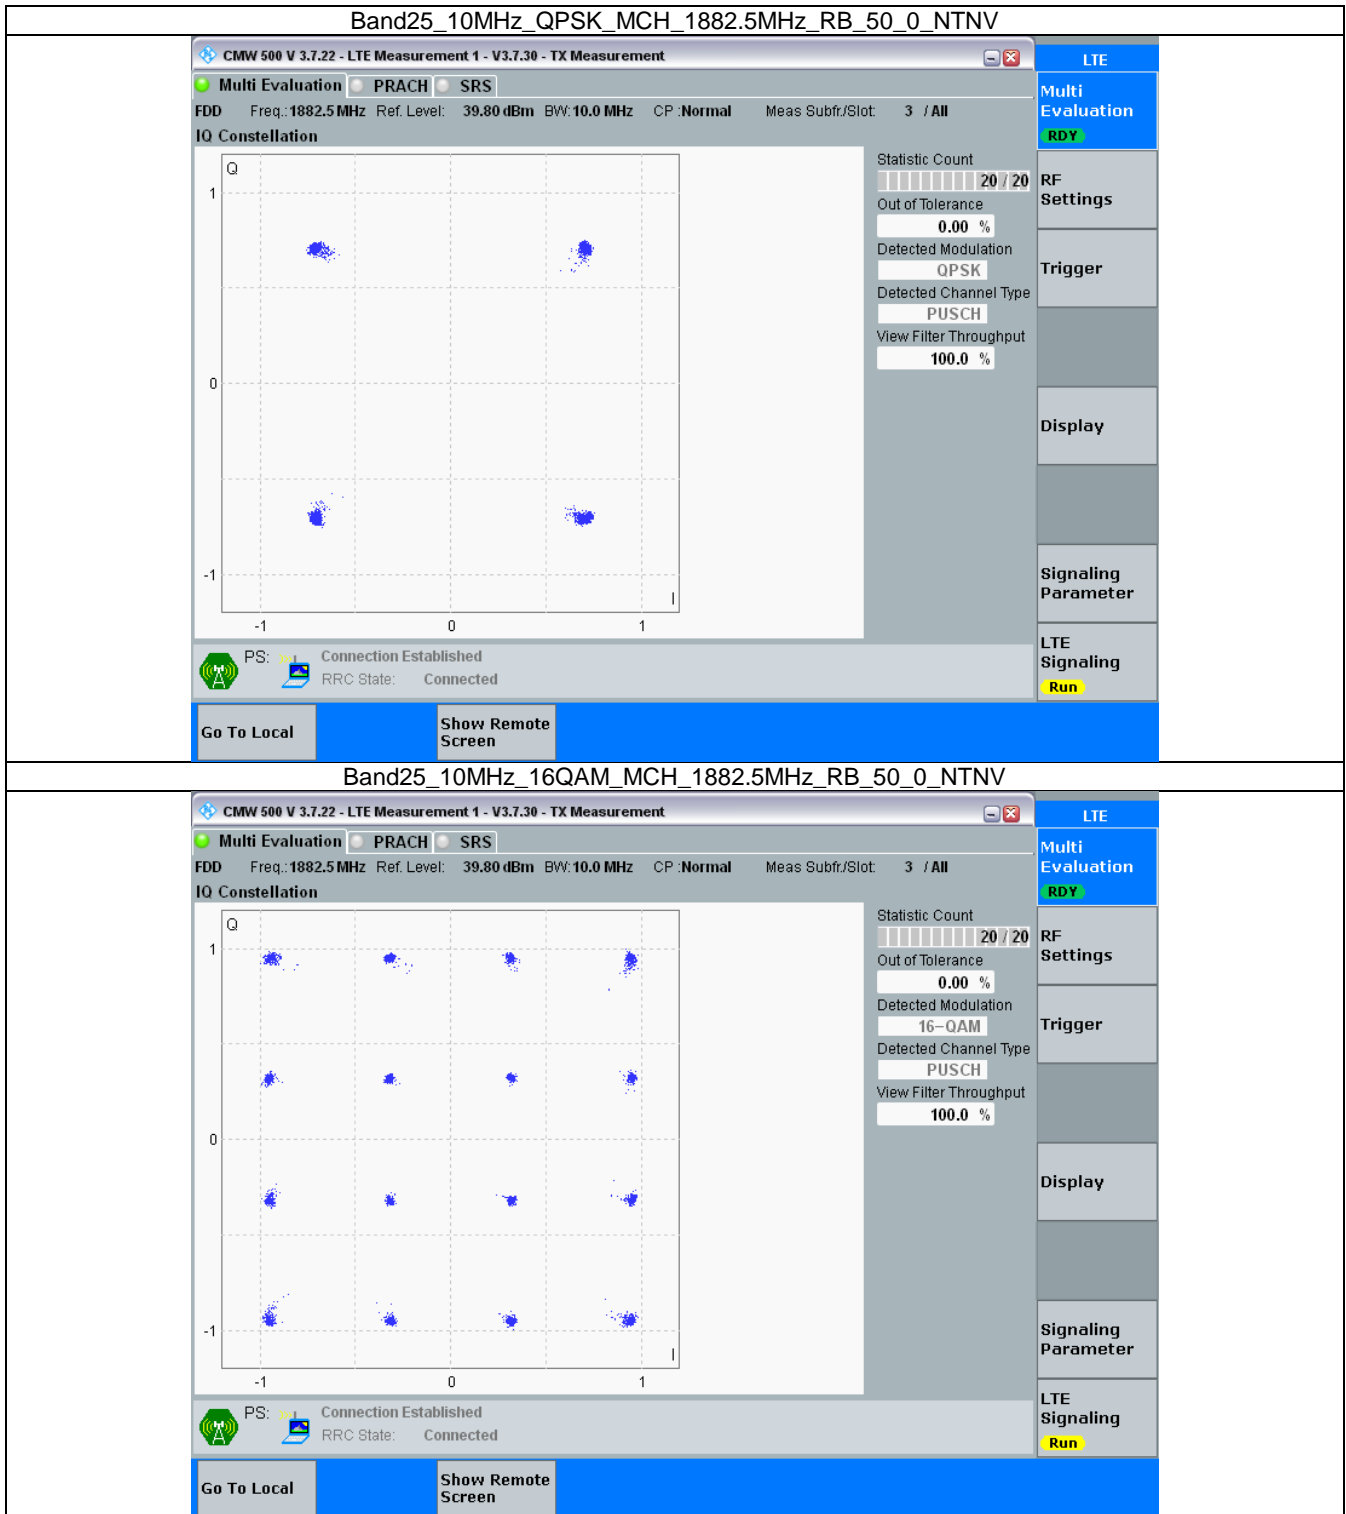 Band25_10MHz_QPSK_MCH_1882.5MHz_RB_50_0_NTNV
CMW 500 V 3.7.22 - LTE Measurement 1 - V3.7.30 - TX Measurement
LTE
Multi Evaluation PRACH SRS
Multi
Evaluation
RDY
FDD Freq.: 1882.5 MHz Ref. Level: 39.80 dBm BW: 10.0 MHz CP : Normal Meas Subfr./Slot: 3 / All
IQ Constellation
Q
1
0
-1
I
-1 0 1
Statistic Count
20 / 20
Out of Tolerance
0.00 %
Detected Modulation
QPSK
Detected Channel Type
PUSCH
View Filter Throughput
100.0 %
RF
Settings
Trigger
Display
Signaling
Parameter
LTE
Signaling
Run
PS: Connection Established
RRC State: Connected
Go To Local
Show Remote
Screen
Band25_10MHz_16QAM_MCH_1882.5MHz_RB_50_0_NTNV
CMW 500 V 3.7.22 - LTE Measurement 1 - V3.7.30 - TX Measurement
LTE
Multi Evaluation PRACH SRS
Multi
Evaluation
RDY
FDD Freq.: 1882.5 MHz Ref. Level: 39.80 dBm BW: 10.0 MHz CP : Normal Meas Subfr./Slot: 3 / All
IQ Constellation
Q
1
0
-1
I
-1 0 1
Statistic Count
20 / 20
Out of Tolerance
0.00 %
Detected Modulation
16-QAM
Detected Channel Type
PUSCH
View Filter Throughput
100.0 %
RF
Settings
Trigger
Display
Signaling
Parameter
LTE
Signaling
Run
PS: Connection Established
RRC State: Connected
Go To Local
Show Remote
Screen